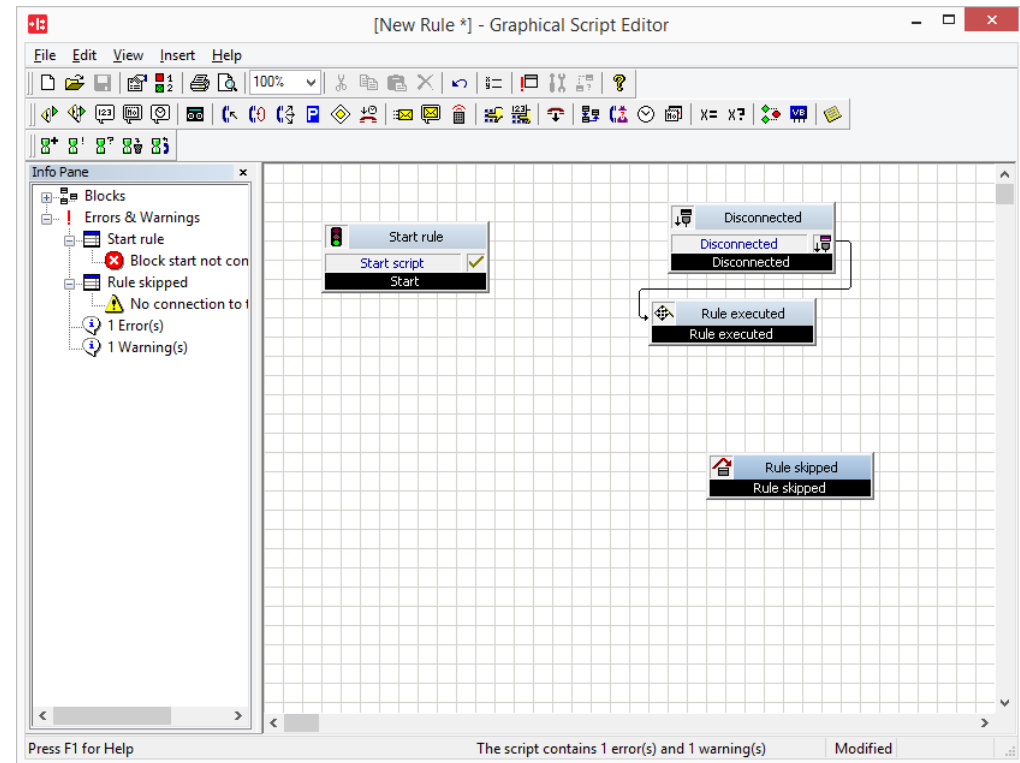 [New Rule *] - Graphical Script Editor
File Edit View Insert Help
100%
Info Pane
Blocks
Errors & Warnings
Start rule
Block start not con
Rule skipped
No connection to t
1 Error(s)
1 Warning(s)
Start rule
Start script
Start
Disconnected
Disconnected
Disconnected
Rule executed
Rule executed
Rule skipped
Rule skipped
Press F1 for Help
The script contains 1 error(s) and 1 warning(s)
Modified